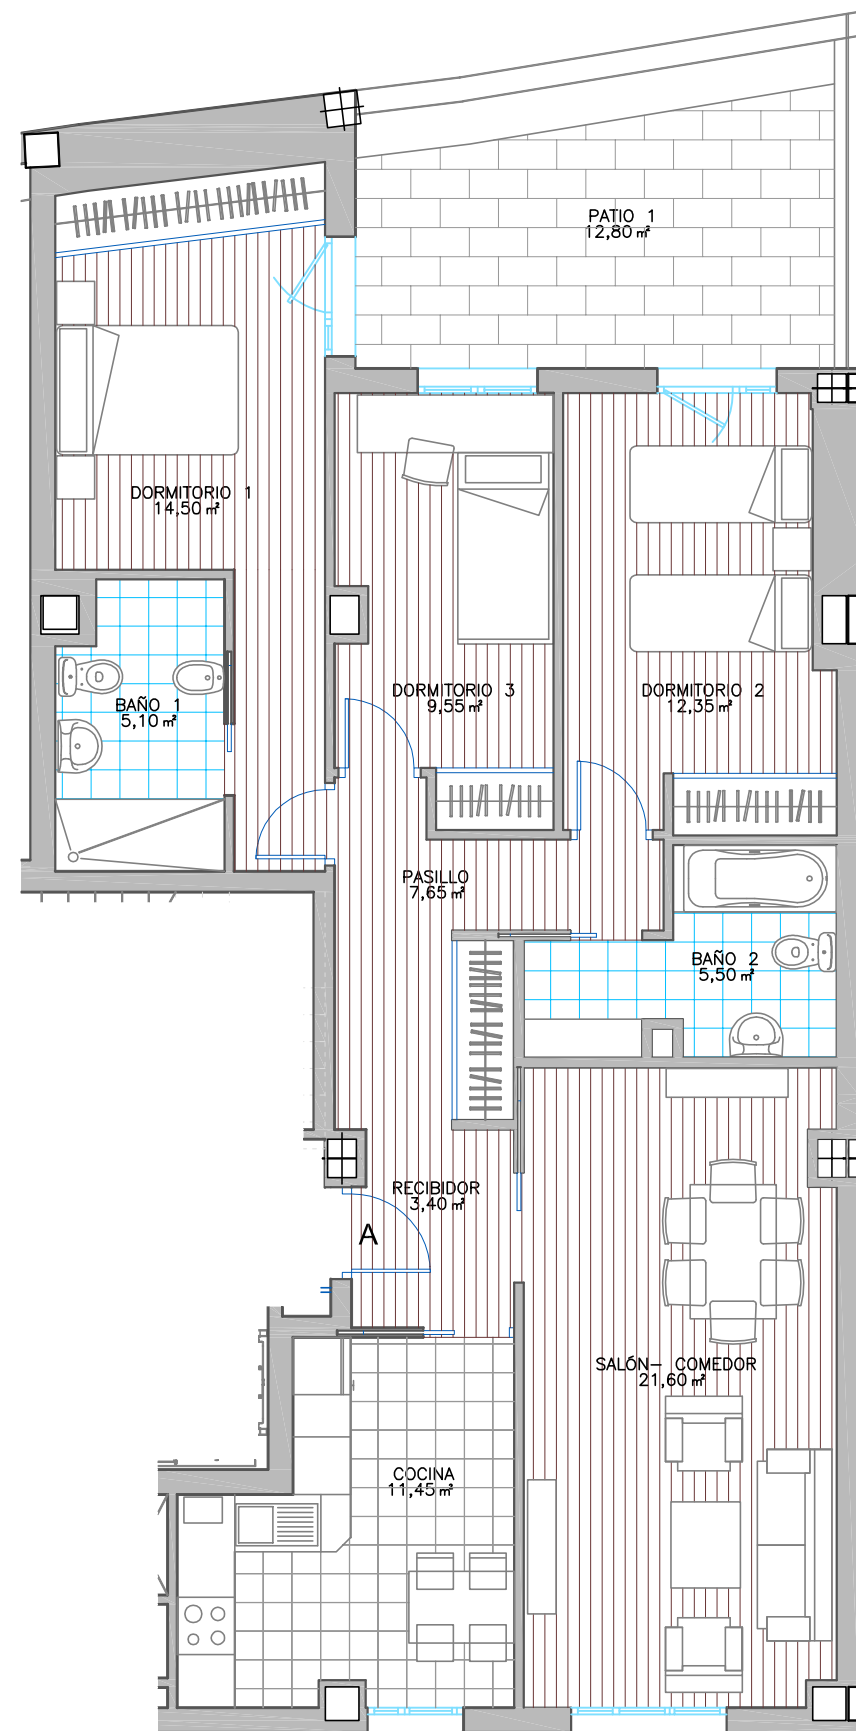 PATIO 1
12,80 m²
DORMITORIO 1
14,50 m²
DORMITORIO 3
9,55 m²
DORMITORIO 2
12,35 m²
BAÑO 1
5,10 m²
PASILLO
7,65 m²
BAÑO 2
5,50 m²
RECIBIDOR
3,40 m²
A
SALÓN- COMEDOR
21,60 m²
COCINA
11,45 m²